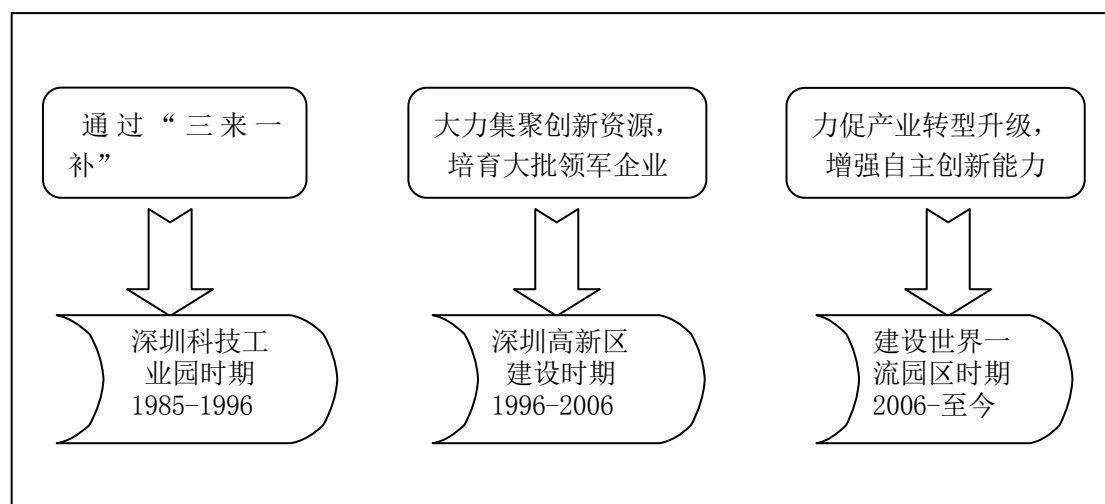 通过“三来一
补”
大力集聚创新资源，
培育大批领军企业
力促产业转型升级，
增强自主创新能力
深圳科技工
业园时期
1985-1996
深圳高新区
建设时期
1996-2006
建设世界一
流园区时期
2006-至今